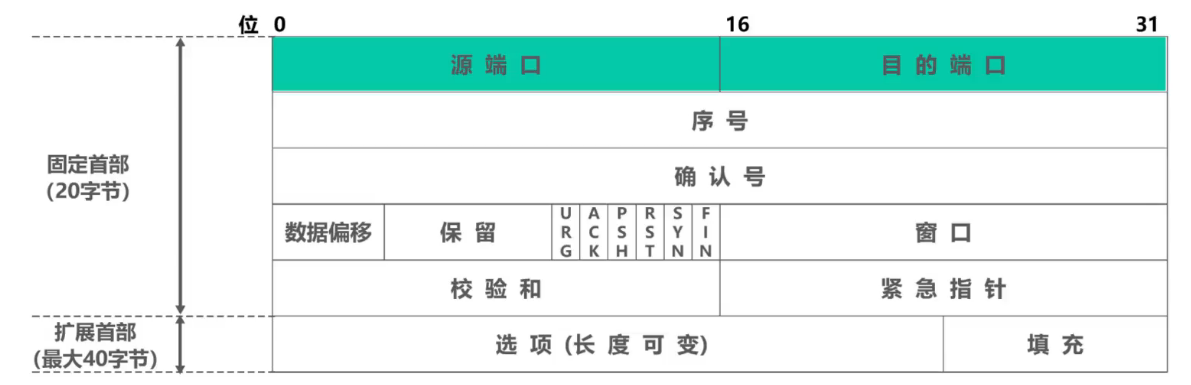 位 0 16 31
源端口 目的端口
序号
固定首部
(20字节)
确认号
数据偏移 保留 URG ACK PSH RST SYN FIN 窗口
校验和 紧急指针
扩展首部
(最大40字节)
选项(长度可变) 填充